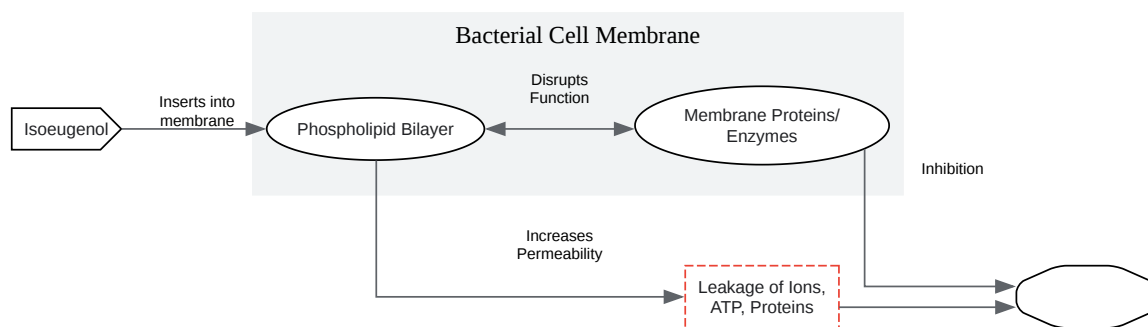 Bacterial Cell Membrane
Isoeugenol
Inserts into
membrane
Phospholipid Bilayer
Disrupts
Function
Membrane Proteins/
Enzymes
Inhibition
Increases
Permeability
Leakage of Ions,
ATP, Proteins